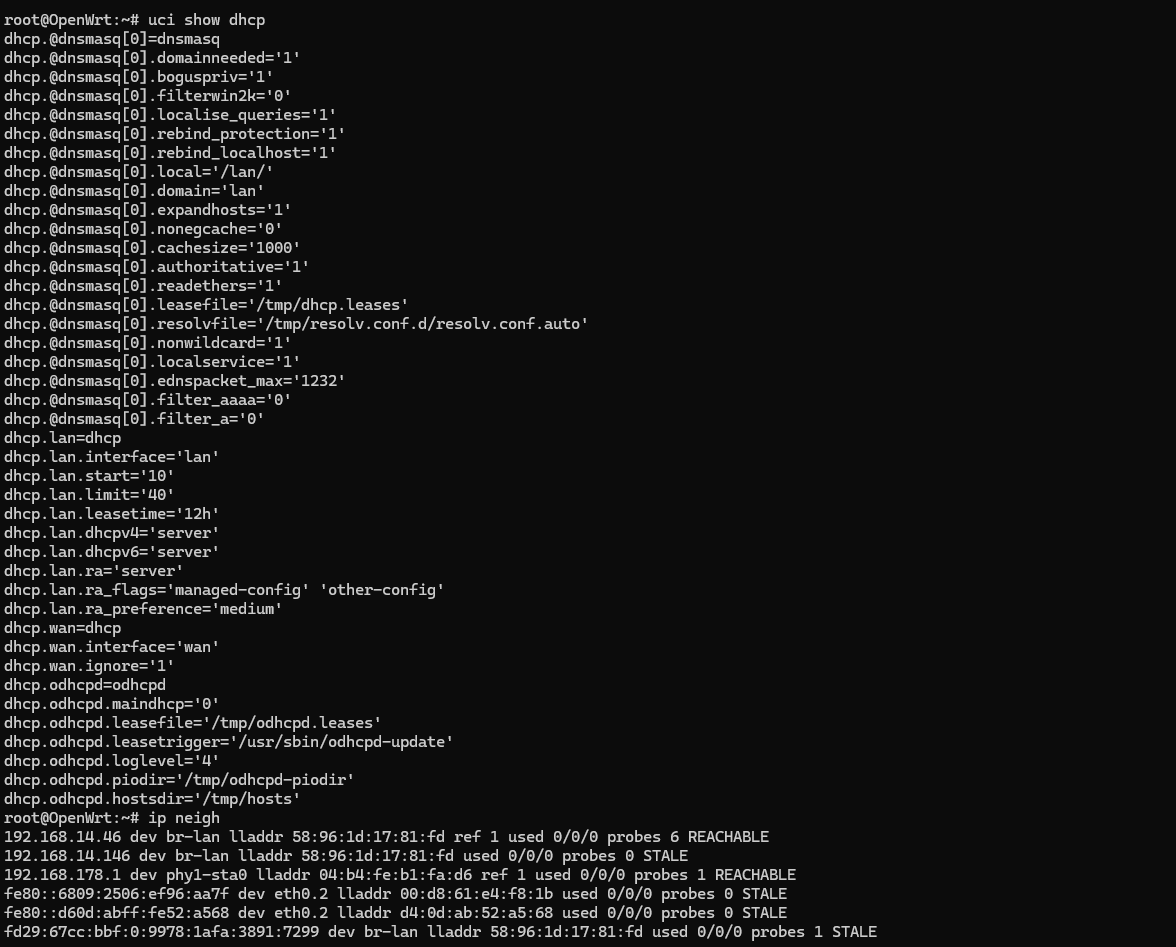 root@OpenWrt:~# uci show dhcp
dhcp.@dnsmasq[0]=dnsmasq
dhcp.@dnsmasq[0].domainneeded='1'
dhcp.@dnsmasq[0].boguspriv='1'
dhcp.@dnsmasq[0].filterwin2k='0'
dhcp.@dnsmasq[0].localise_queries='1'
dhcp.@dnsmasq[0].rebind_protection='1'
dhcp.@dnsmasq[0].rebind_localhost='1'
dhcp.@dnsmasq[0].local='/lan/'
dhcp.@dnsmasq[0].domain='lan'
dhcp.@dnsmasq[0].expandhosts='1'
dhcp.@dnsmasq[0].nonegcache='0'
dhcp.@dnsmasq[0].cachesize='1000'
dhcp.@dnsmasq[0].authoritative='1'
dhcp.@dnsmasq[0].readethers='1'
dhcp.@dnsmasq[0].leasefile='/tmp/dhcp.leases'
dhcp.@dnsmasq[0].resolvfile='/tmp/resolv.conf.d/resolv.conf.auto'
dhcp.@dnsmasq[0].nonwildcard='1'
dhcp.@dnsmasq[0].localservice='1'
dhcp.@dnsmasq[0].ednspacket_max='1232'
dhcp.@dnsmasq[0].filter_aaaa='0'
dhcp.@dnsmasq[0].filter_a='0'
dhcp.lan=dhcp
dhcp.lan.interface='lan'
dhcp.lan.start='10'
dhcp.lan.limit='40'
dhcp.lan.leasetime='12h'
dhcp.lan.dhcpv4='server'
dhcp.lan.dhcpv6='server'
dhcp.lan.ra='server'
dhcp.lan.ra_flags='managed-config' 'other-config'
dhcp.lan.ra_preference='medium'
dhcp.wan=dhcp
dhcp.wan.interface='wan'
dhcp.wan.ignore='1'
dhcp.odhcpd=odhcpd
dhcp.odhcpd.maindhcp='0'
dhcp.odhcpd.leasefile='/tmp/odhcpd.leases'
dhcp.odhcpd.leasetrigger='/usr/sbin/odhcpd-update'
dhcp.odhcpd.loglevel='4'
dhcp.odhcpd.piodir='/tmp/odhcpd-piodir'
dhcp.odhcpd.hostsdir='/tmp/hosts'
root@OpenWrt:~# ip neigh
192.168.14.46 dev br-lan lladdr 58:96:1d:17:81:fd ref 1 used 0/0/0 probes 6 REACHABLE
192.168.14.146 dev br-lan lladdr 58:96:1d:17:81:fd used 0/0/0 probes 0 STALE
192.168.178.1 dev phy1-sta0 lladdr 04:b4:fe:b1:fa:d6 ref 1 used 0/0/0 probes 1 REACHABLE
fe80::6809:2506:ef96:aa7f dev eth0.2 lladdr 00:d8:61:e4:f8:1b used 0/0/0 probes 0 STALE
fe80::d60d:abff:fe52:a568 dev eth0.2 lladdr d4:0d:ab:52:a5:68 used 0/0/0 probes 0 STALE
fd29:67cc:bbf:0:9978:1afa:3891:7299 dev br-lan lladdr 58:96:1d:17:81:fd used 0/0/0 probes 1 STALE